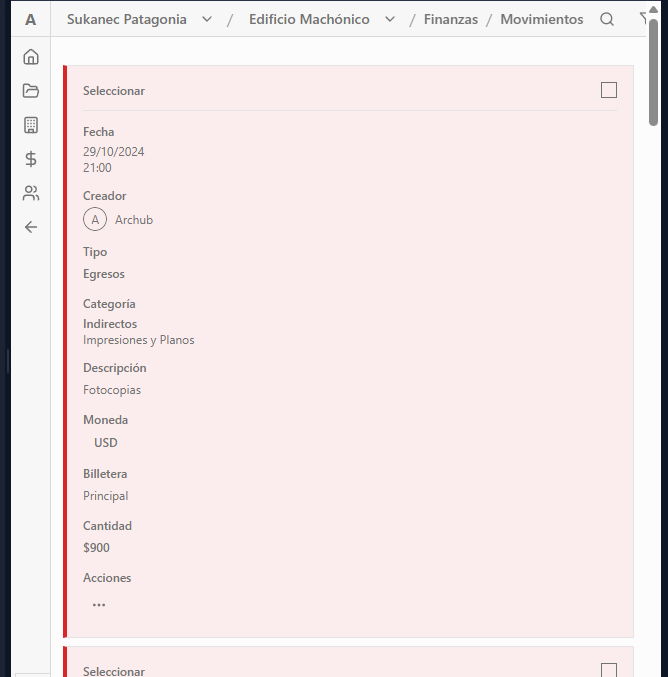 A Sukanec Patagonia / Edificio Machónico / Finanzas / Movimientos
Seleccionar
Fecha
29/10/2024
21:00
Creador
A Archub
Tipo
Egresos
Categoría
Indirectos
Impresiones y Planos
Descripción
Fotocopias
Moneda
USD
Billetera
Principal
Cantidad
$900
Acciones
...
Seleccionar